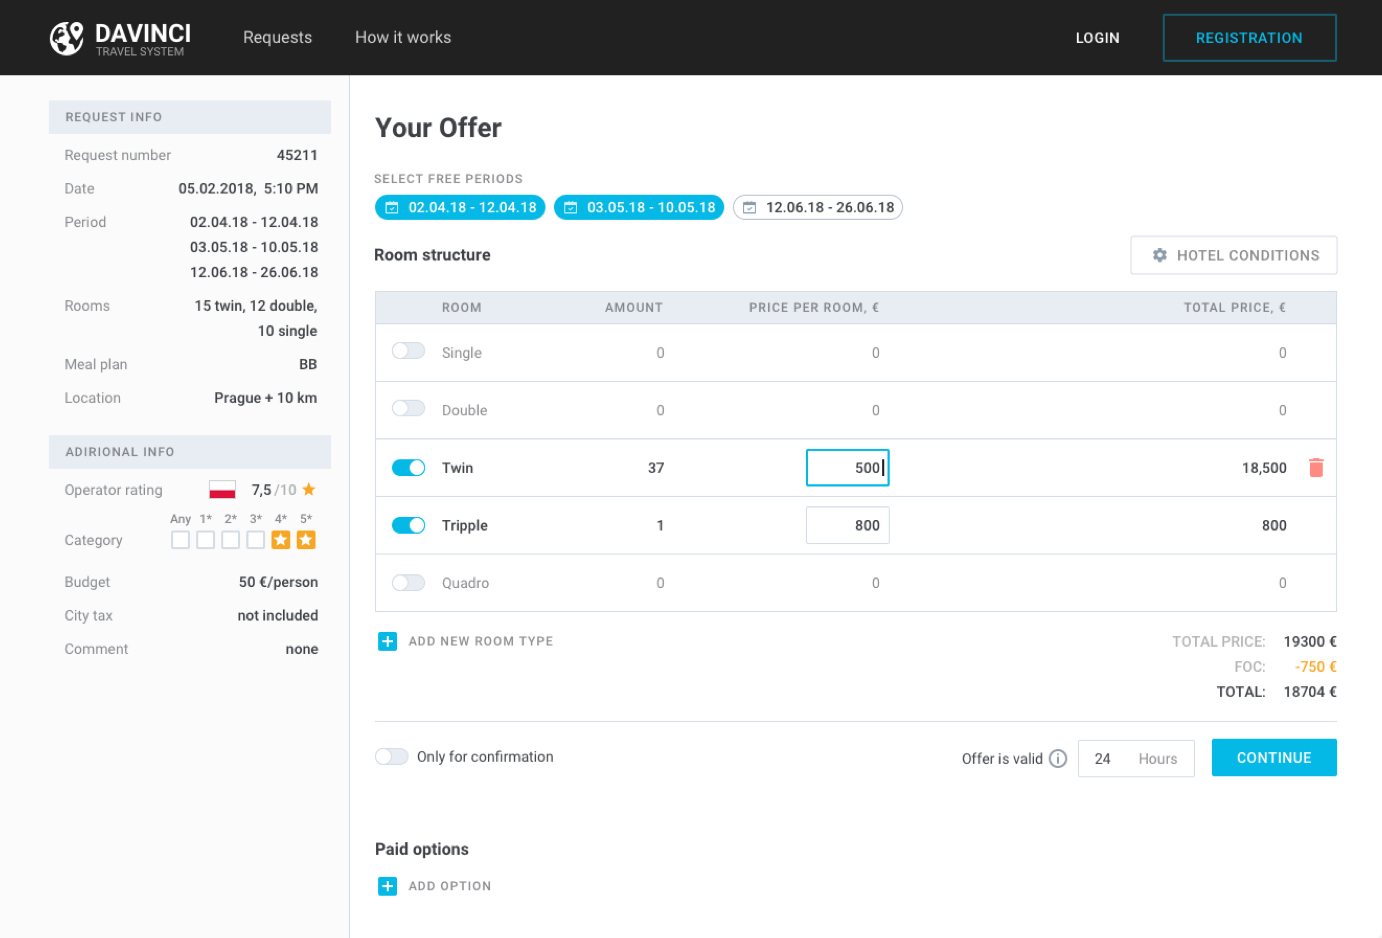 DAVINCI
TRAVEL SYSTEM
Requests
How it works
LOGIN
REGISTRATION
REQUEST INFO
Request number 45211
Date 05.02.2018, 5:10 PM
Period 02.04.18 - 12.04.18
03.05.18 - 10.05.18
12.06.18 - 26.06.18
Rooms 15 twin, 12 double,
10 single
Meal plan BB
Location Prague + 10 km
ADIRIONAL INFO
Operator rating 7,5 /10
Any 1* 2* 3* 4* 5*
Category
Budget 50 €/person
City tax not included
Comment none
Your Offer
SELECT FREE PERIODS
02.04.18 - 12.04.18 03.05.18 - 10.05.18 12.06.18 - 26.06.18
Room structure
HOTEL CONDITIONS
ROOM AMOUNT PRICE PER ROOM, € TOTAL PRICE, €
Single 0 0 0
Double 0 0 0
Twin 37 500 18,500
Tripple 1 800 800
Quadro 0 0 0
ADD NEW ROOM TYPE
TOTAL PRICE: 19300 €
FOC: -750 €
TOTAL: 18704 €
Only for confirmation
Offer is valid 24 Hours
CONTINUE
Paid options
ADD OPTION